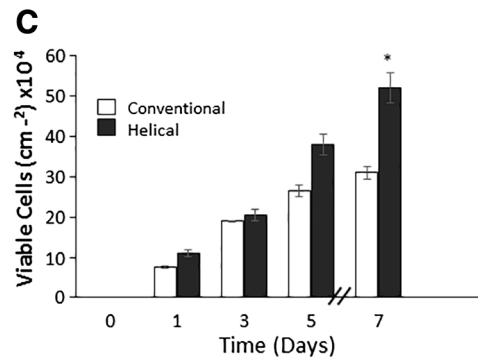 C
Viable Cells (cm -²) x10⁴
60
50
40
30
20
10
0
Conventional
Helical
*
0 1 3 5 7
Time (Days)